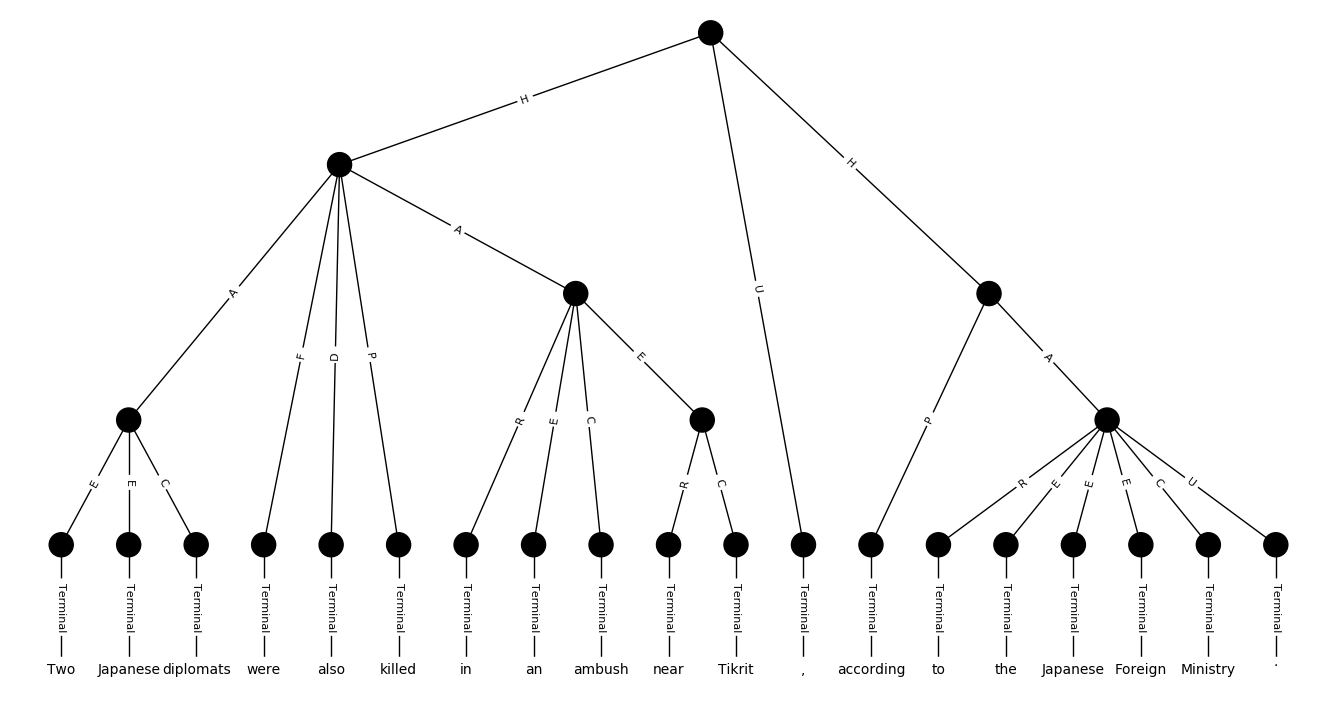 H
H
A
U
A
A
F
D
P
E
A
R
E
C
P
E
E
C
R
C
R
E
E
E
C
U
Terminal Terminal Terminal Terminal Terminal Terminal Terminal Terminal Terminal Terminal Terminal Terminal Terminal Terminal Terminal Terminal Terminal Terminal Terminal
Two Japanese diplomats were also killed in an ambush near Tikrit , according to the Japanese Foreign Ministry .